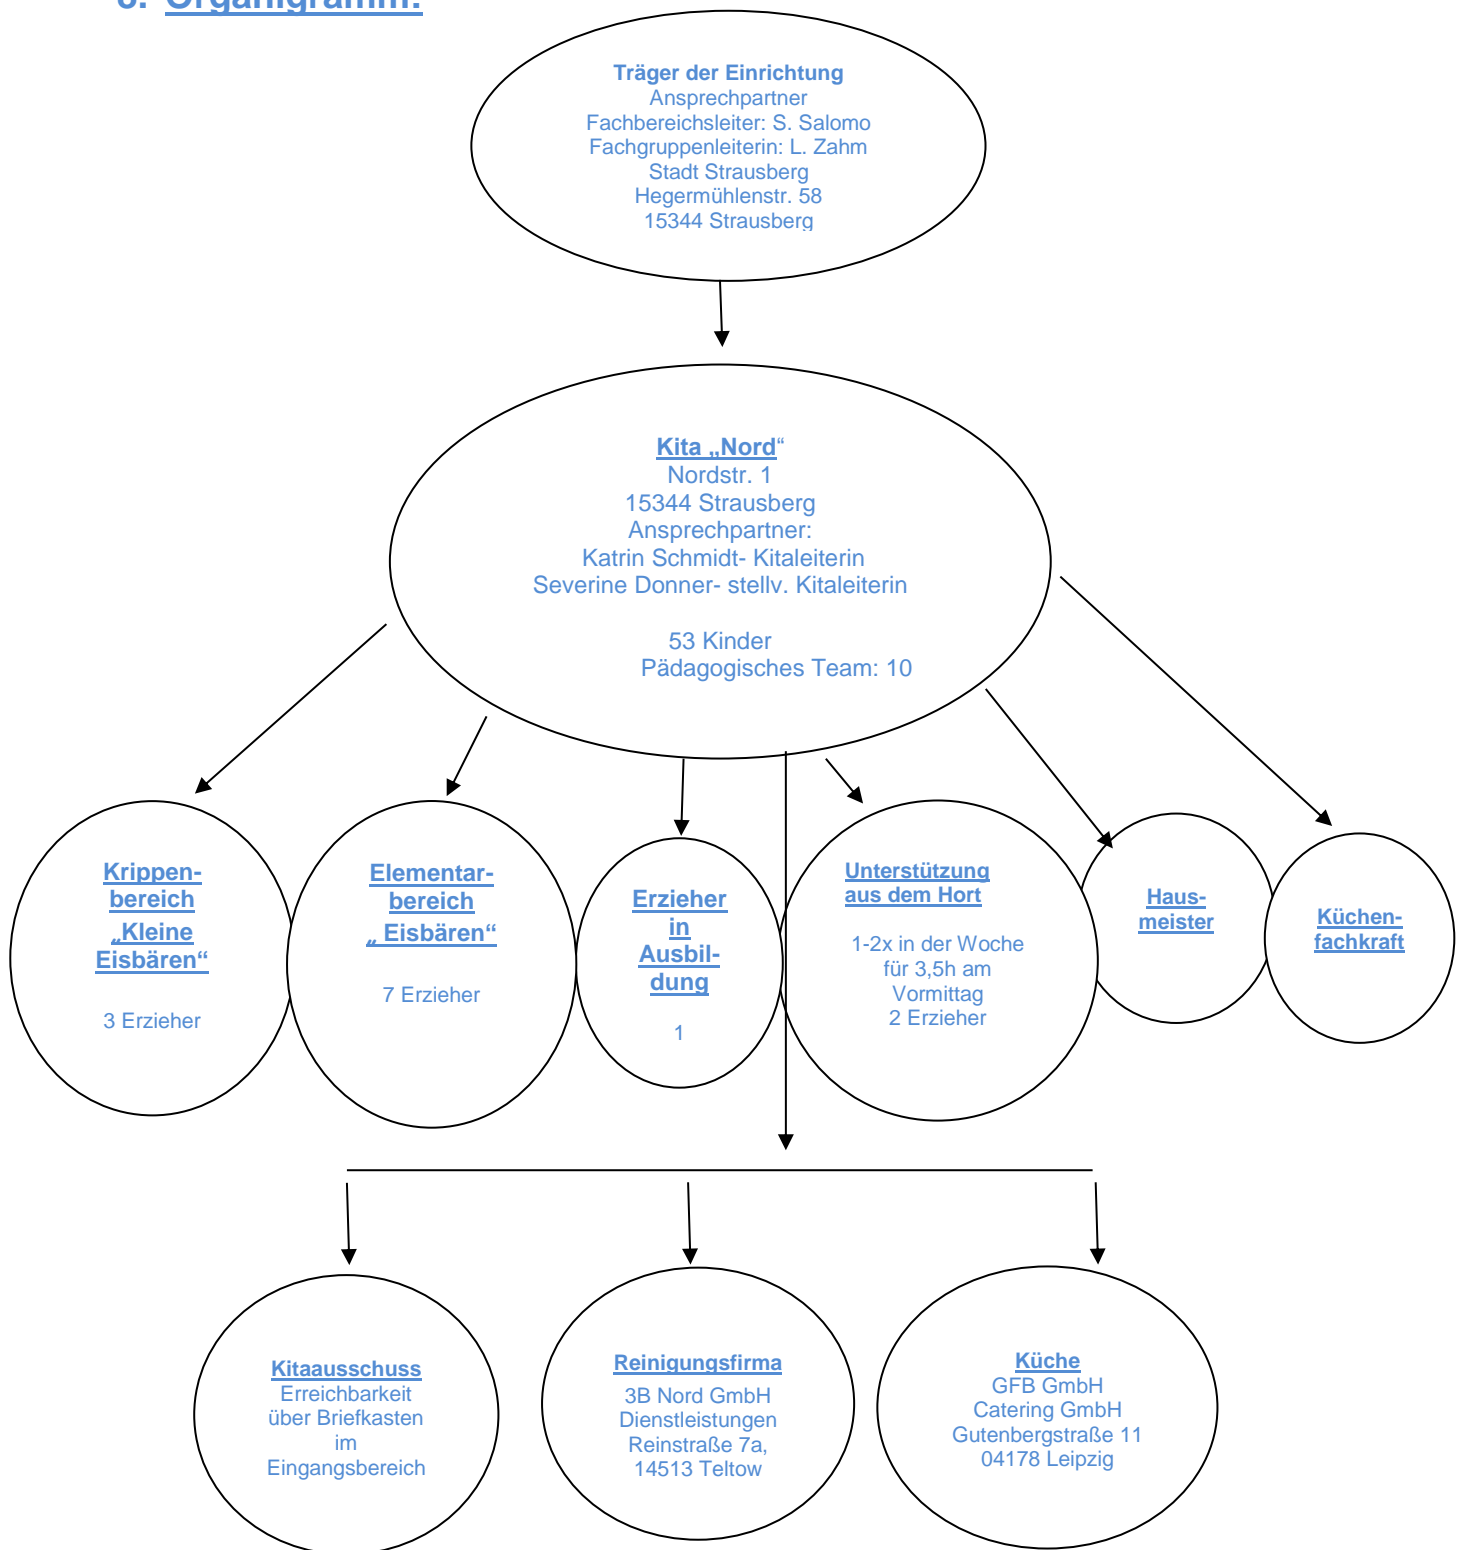 6. Organigramm:
Träger der Einrichtung
Ansprechpartner
Fachbereichsleiter: S. Salomo
Fachgruppenleiterin: L. Zahm
Stadt Strausberg
Hegermühlenstr. 58
15344 Strausberg
Kita „Nord“
Nordstr. 1
15344 Strausberg
Ansprechpartner:
Katrin Schmidt- Kitaleiterin
Severine Donner- stellv. Kitaleiterin
53 Kinder
Pädagogisches Team: 10
Krippen-
bereich
„Kleine
Eisbären“
3 Erzieher
Elementar-
bereich
„ Eisbären“
7 Erzieher
Erzieher
in
Ausbil-
dung
1
Unterstützung
aus dem Hort
1-2x in der Woche
für 3,5h am
Vormittag
2 Erzieher
Haus-
meister
Küchen-
fachkraft
Kitaausschuss
Erreichbarkeit
über Briefkasten
im
Eingangsbereich
Reinigungsfirma
3B Nord GmbH
Dienstleistungen
Reinstraße 7a,
14513 Teltow
Küche
GFB GmbH
Catering GmbH
Gutenbergstraße 11
04178 Leipzig